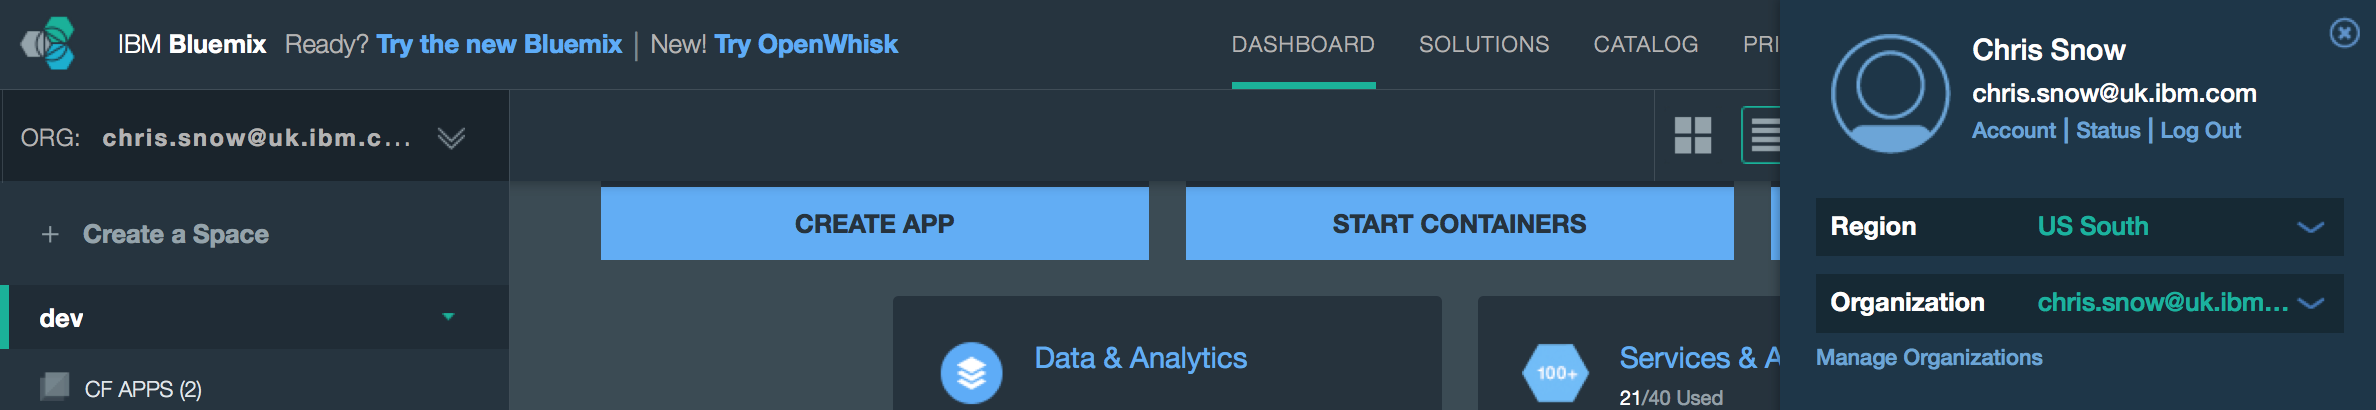 IBM Bluemix Ready? Try the new Bluemix | New! Try OpenWhisk
DASHBOARD SOLUTIONS CATALOG PRI
ORG: chris.snow@uk.ibm.c...
+ Create a Space
dev
CF APPS (2)
CREATE APP
START CONTAINERS
Data & Analytics
100+
Services & A
21/40 Used
Chris Snow
chris.snow@uk.ibm.com
Account | Status | Log Out
Region US South
Organization chris.snow@uk.ibm...
Manage Organizations